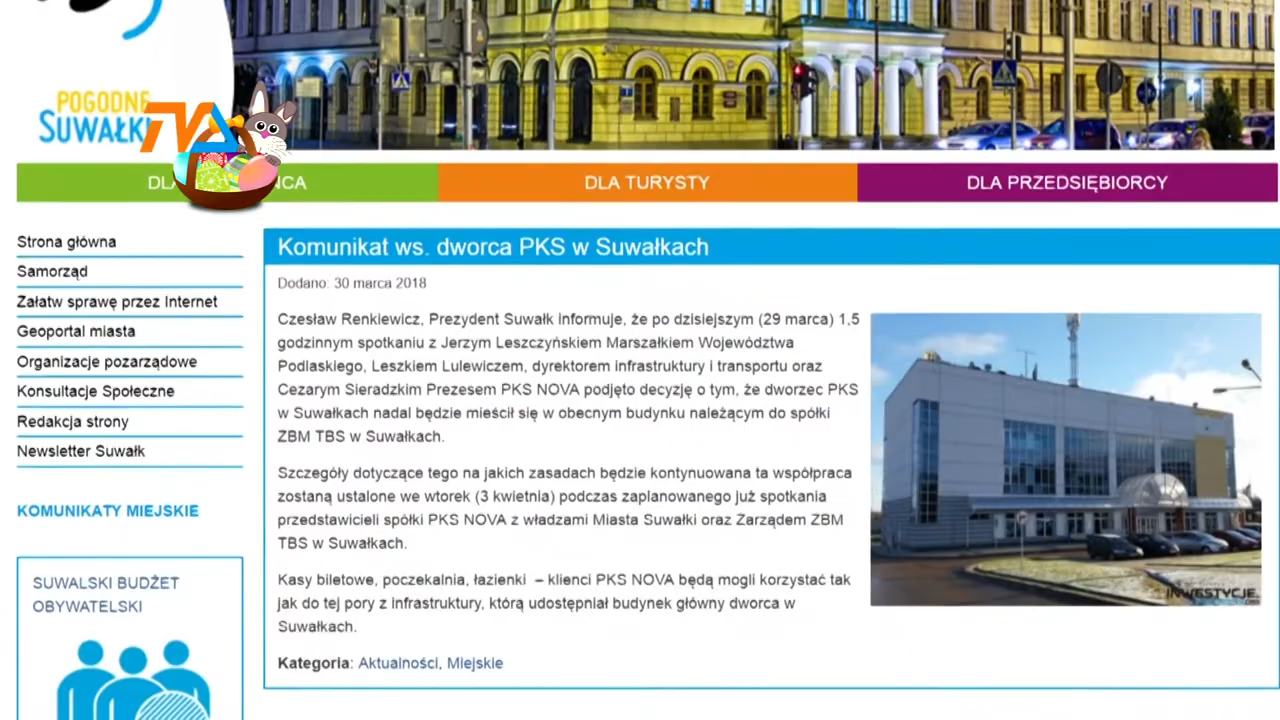 POGODNE
SUWAŁKI
TVA
DLA
DLA TURYSTY
DLA PRZEDSIĘBIORCY
Strona główna
Samorząd
Załatw sprawę przez Internet
Geoportal miasta
Organizacje pozarządowe
Konsultacje Społeczne
Redakcja strony
Newsletter Suwałk
KOMUNIKATY MIEJSKIE
SUWALSKI BUDŻET
OBYWATELSKI
Komunikat ws. dworca PKS w Suwałkach
Dodano: 30 marca 2018
Czesław Renkiewicz, Prezydent Suwałk informuje, że po dzisiejszym (29 marca) 1,5
godzinnym spotkaniu z Jerzym Leszczyńskim Marszałkiem Województwa
Podlaskiego, Leszkiem Lulewiczem, dyrektorem infrastruktury i transportu oraz
Cezarym Sieradzkim Prezesem PKS NOVA podjęto decyzję o tym, że dworzec PKS
w Suwałkach nadal będzie mieścił się w obecnym budynku należącym do spółki
ZBM TBS w Suwałkach.
Szczegóły dotyczące tego na jakich zasadach będzie kontynuowana ta współpraca
zostaną ustalone we wtorek (3 kwietnia) podczas zaplanowanego już spotkania
przedstawicieli spółki PKS NOVA z władzami Miasta Suwałki oraz Zarządem ZBM
TBS w Suwałkach.
Kasy biletowe, poczekalnia, łazienki – klienci PKS NOVA będą mogli korzystać tak
jak do tej pory z infrastruktury, którą udostępniał budynek główny dworca w
Suwałkach.
Kategoria: Aktualności, Miejskie
INWESTYCJE